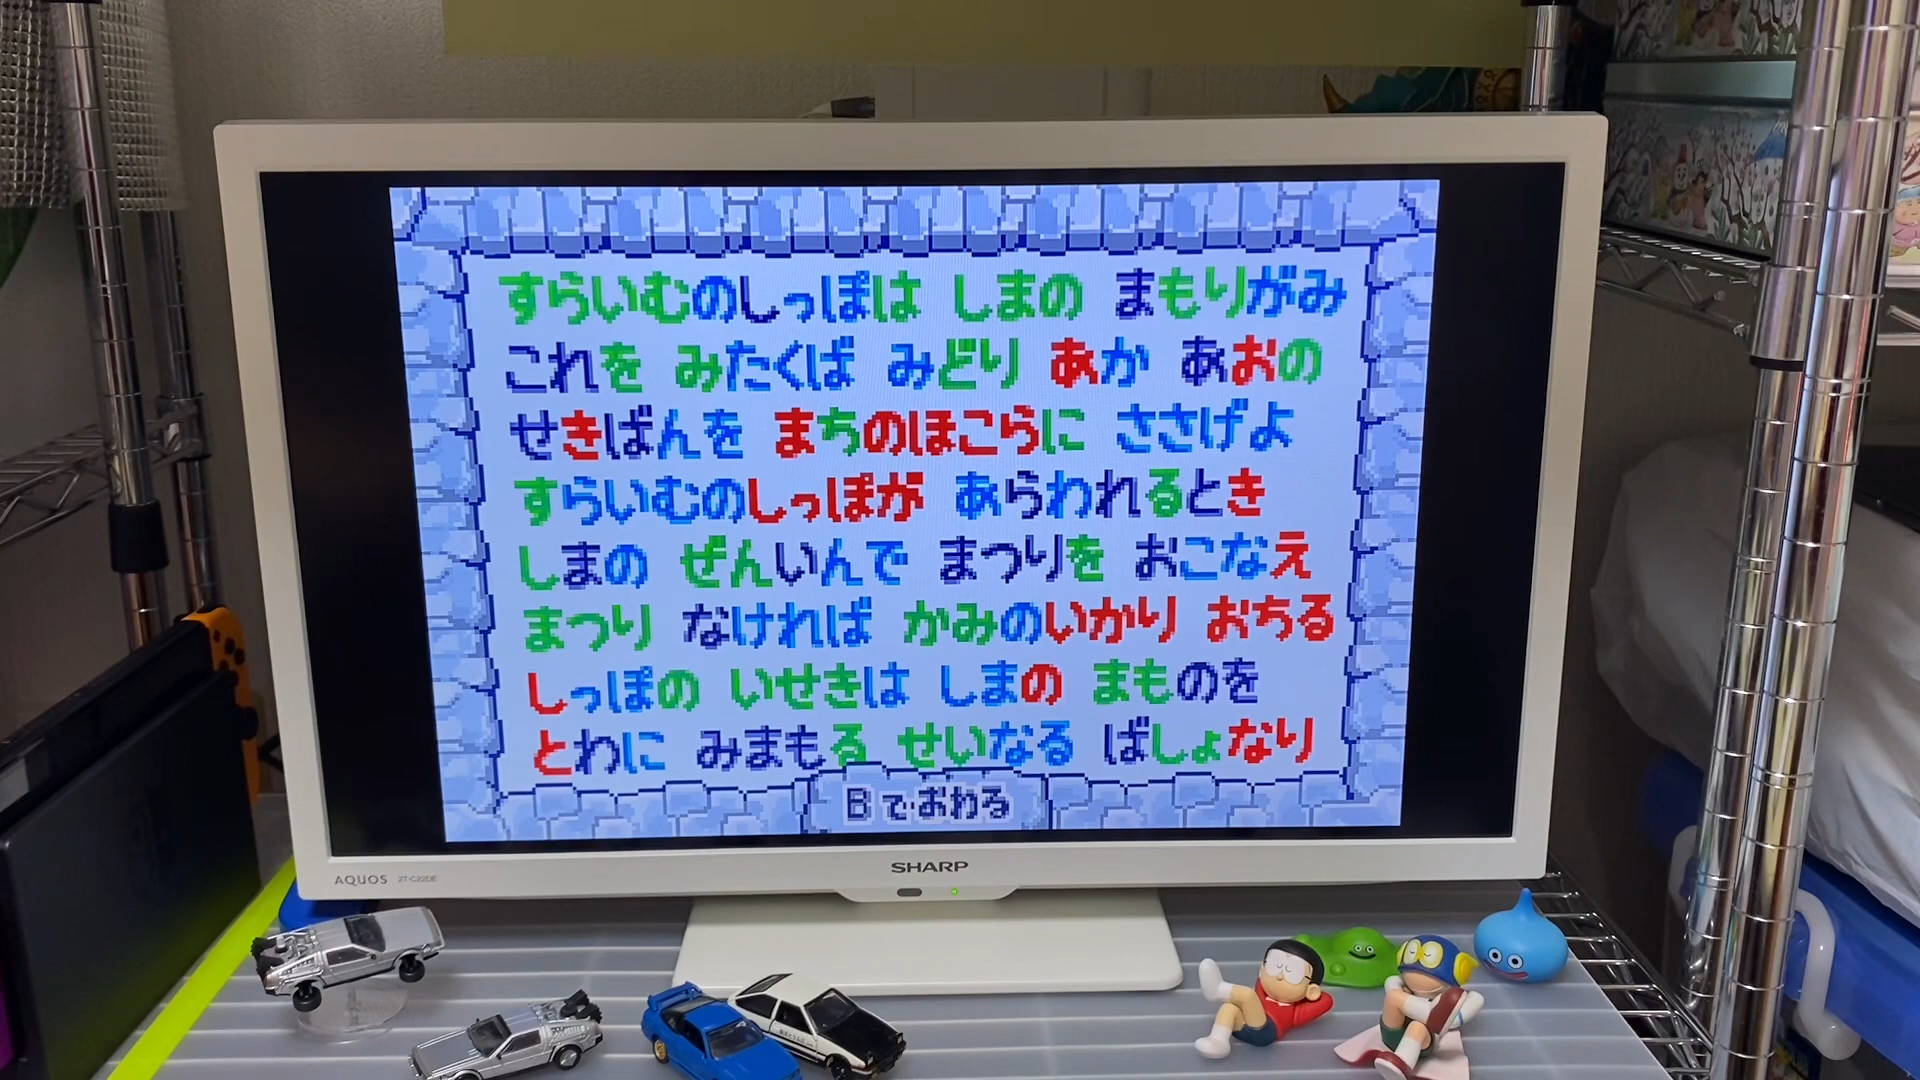 すらいむのしっぽは しまの まもりがみ
これを みたくば みどり あか あおの
せきばんを まちのほこらに ささげよ
すらいむのしっぽが あらわれるとき
しまの ぜんいんで まつりを おこなえ
まつり なければ かみのいかり おちる
しっぽの いせきは しまの まものを
とわに みまもる せいなる ばしょなり
Bでおわる
SHARP
AQUOS 2T-C22DE